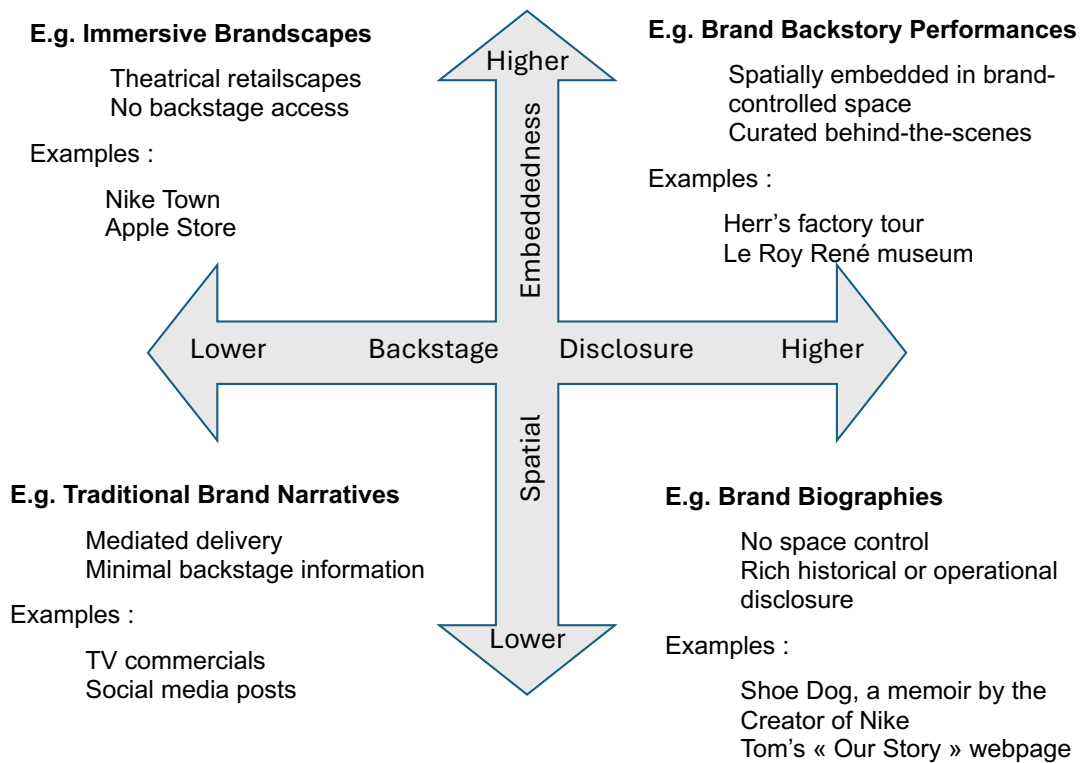 E.g. Immersive Brandscapes
Theatrical retailscapes
No backstage access
Examples :
Nike Town
Apple Store
E.g. Brand Backstory Performances
Spatially embedded in brand-
controlled space
Curated behind-the-scenes
Examples :
Herr’s factory tour
Le Roy René museum
Higher
Embeddedness
Lower
Backstage
Disclosure
Higher
Spatial
Lower
E.g. Traditional Brand Narratives
Mediated delivery
Minimal backstage information
Examples :
TV commercials
Social media posts
E.g. Brand Biographies
No space control
Rich historical or operational
disclosure
Examples :
Shoe Dog, a memoir by the
Creator of Nike
Tom’s « Our Story » webpage